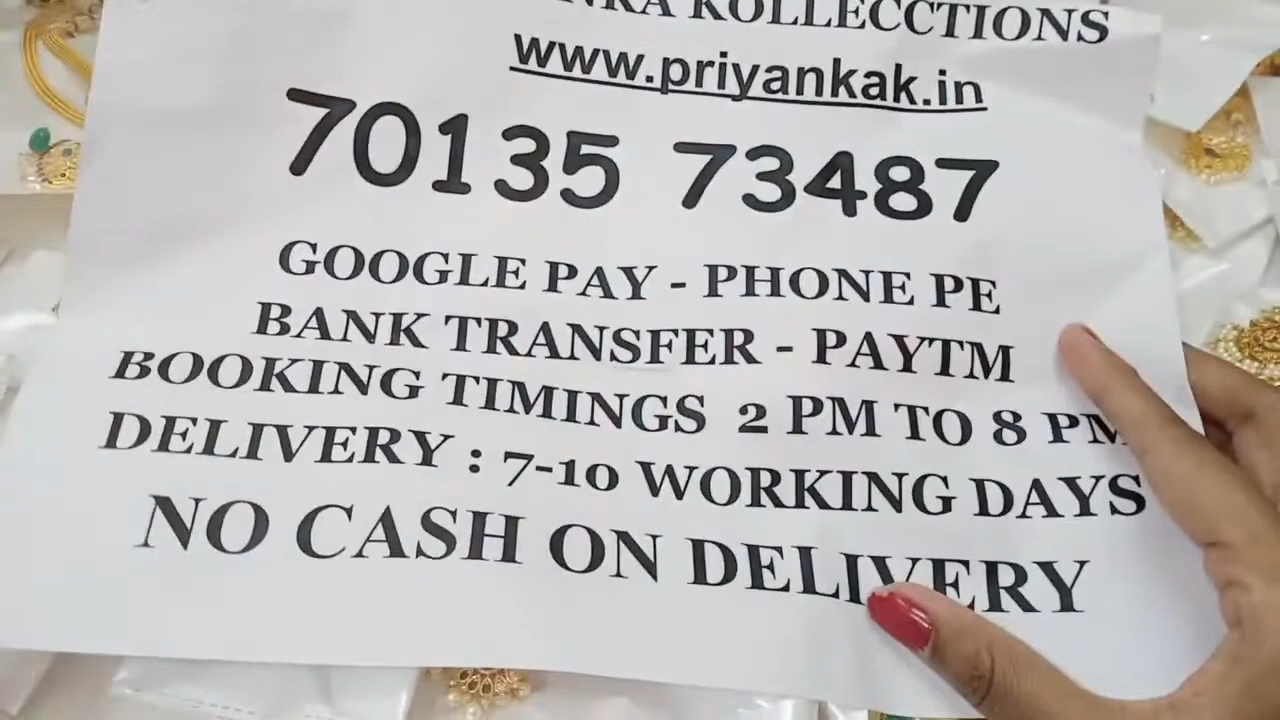 KOLLECCTIONS
www.priyankak.in
70135 73487
GOOGLE PAY - PHONE PE
BANK TRANSFER - PAYTM
BOOKING TIMINGS 2 PM TO 8 PM
DELIVERY : 7-10 WORKING DAYS
NO CASH ON DELIVERY